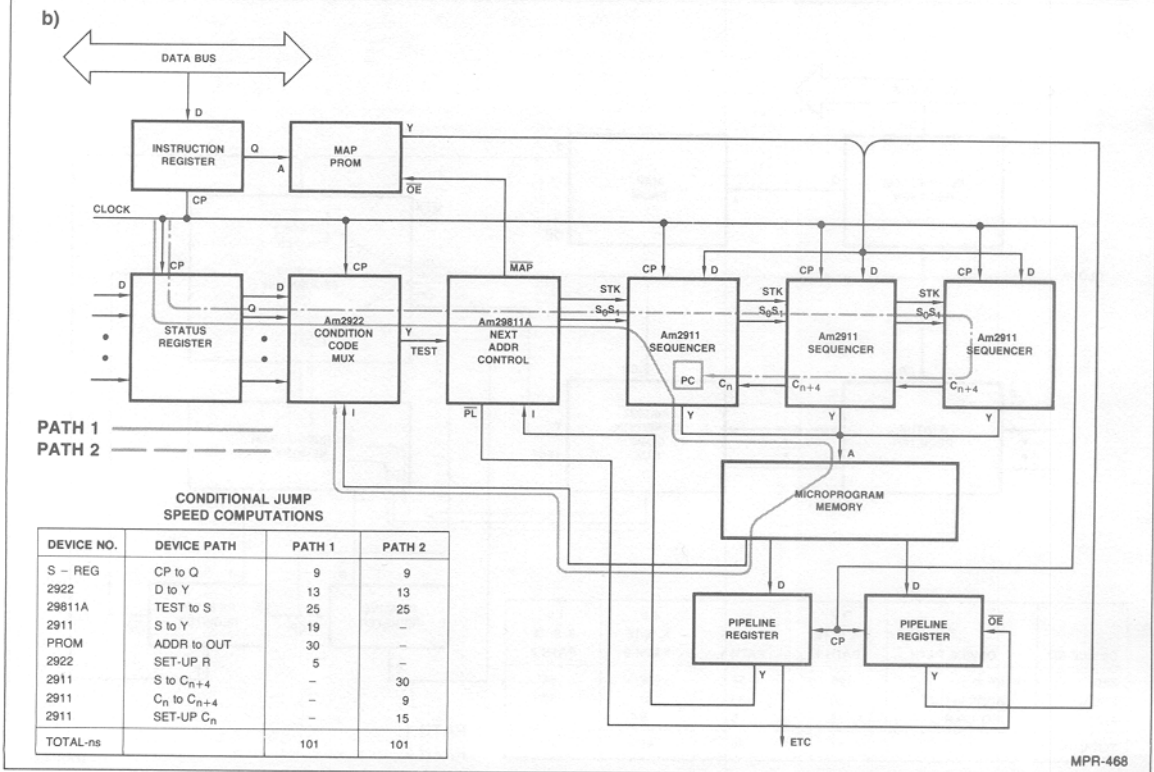 b)
DATA BUS
D
INSTRUCTION
REGISTER
Q
A
MAP
PROM
Y
OE
CP
CLOCK
CP
CP
MAP
CP
D
CP
D
CP
D
D
STATUS
REGISTER
D
Q
Am2922
CONDITION
CODE
MUX
Y
TEST
Am29811A
NEXT
ADDR
CONTROL
STK
S0S1
Am2911
SEQUENCER
PC
Cn
STK
S0S1
Am2911
SEQUENCER
Cn+4
STK
S0S1
Am2911
SEQUENCER
Cn+4
I
PL
I
Y
Y
Y
A
PATH 1
PATH 2
MICROPROGRAM
MEMORY
D
D
PIPELINE
REGISTER
CP
PIPELINE
REGISTER
OE
Y
Y
ETC
CONDITIONAL JUMP
SPEED COMPUTATIONS
DEVICE NO. DEVICE PATH PATH 1 PATH 2
S – REG CP to Q 9 9
2922 D to Y 13 13
29811A TEST to S 25 25
2911 S to Y 19 –
PROM ADDR to OUT 30 –
2922 SET-UP R 5 –
2911 S to Cn+4 – 30
2911 Cn to Cn+4 – 9
2911 SET-UP Cn – 15
TOTAL-ns 101 101
MPR-468